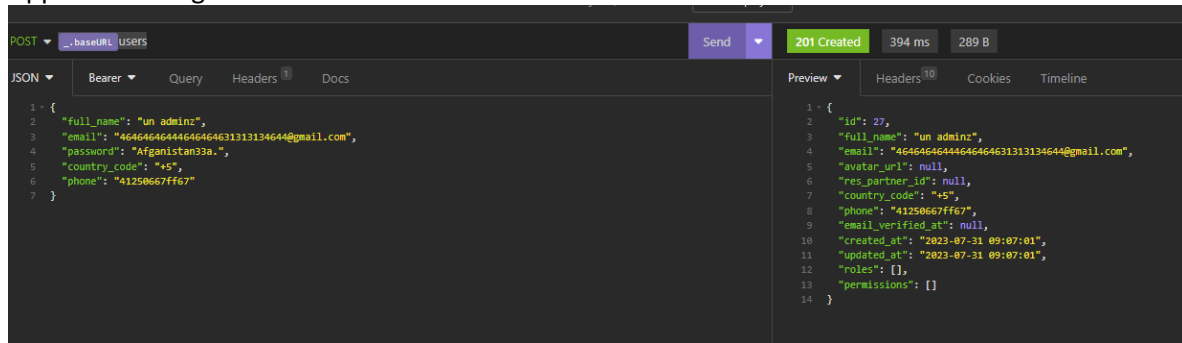 POST _.baseURL users Send 201 Created 394 ms 289 B
JSON Bearer Query Headers 1 Docs
Preview Headers 10 Cookies Timeline
1 {
2 "full_name": "un adminz",
3 "email": "4646464644464646463131313134644@gmail.com",
4 "password": "Afganistan33a.",
5 "country_code": "+5",
6 "phone": "41250667ff67"
7 }
1 {
2 "id": 27,
3 "full_name": "un adminz",
4 "email": "4646464644464646463131313134644@gmail.com",
5 "avatar_url": null,
6 "res_partner_id": null,
7 "country_code": "+5",
8 "phone": "41250667ff67",
9 "email_verified_at": null,
10 "created_at": "2023-07-31 09:07:01",
11 "updated_at": "2023-07-31 09:07:01",
12 "roles": [],
13 "permissions": []
14 }